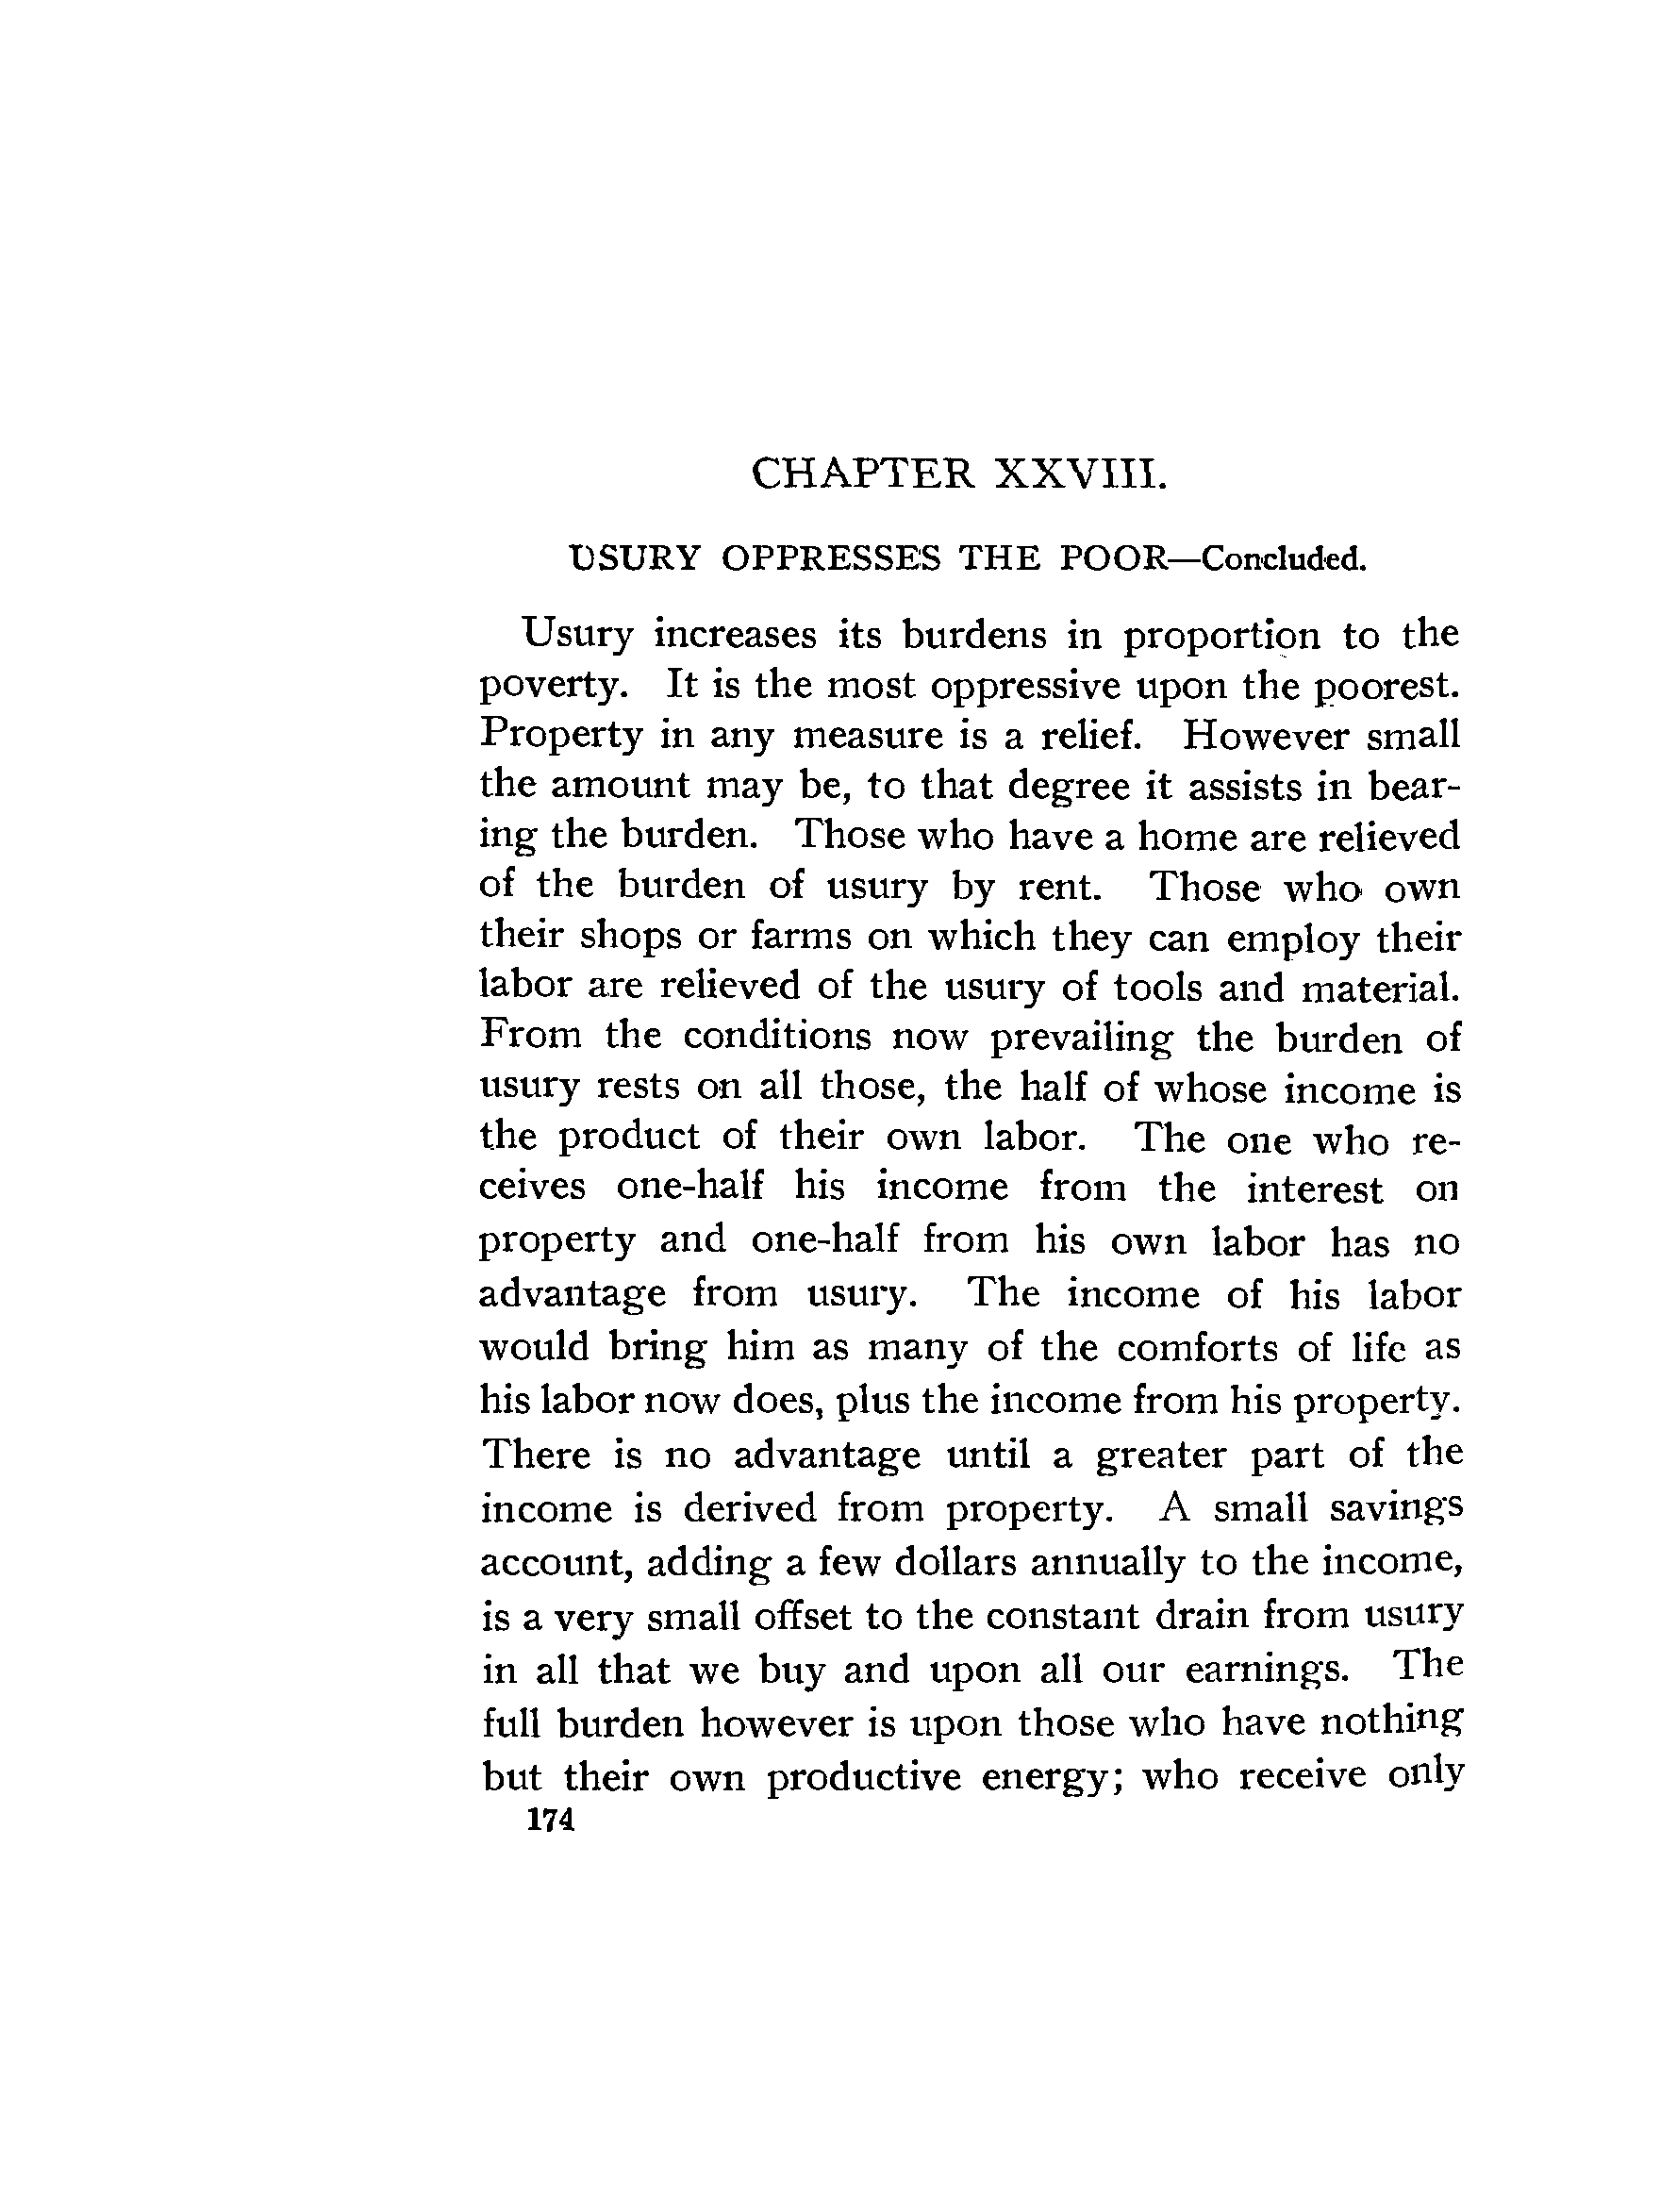 CHAPTER XXVIII.
USURY OPPRESSES THE POOR—Concluded.
Usury increases its burdens in proportion to the
poverty. It is the most oppressive upon the poorest.
Property in any measure is a relief. However small
the amount may be, to that degree it assists in bear-
ing the burden. Those who have a home are relieved
of the burden of usury by rent. Those who own
their shops or farms on which they can employ their
labor are relieved of the usury of tools and material.
From the conditions now prevailing the burden of
usury rests on all those, the half of whose income is
the product of their own labor. The one who re-
ceives one-half his income from the interest on
property and one-half from his own labor has no
advantage from usury. The income of his labor
would bring him as many of the comforts of life as
his labor now does, plus the income from his property.
There is no advantage until a greater part of the
income is derived from property. A small savings
account, adding a few dollars annually to the income,
is a very small offset to the constant drain from usury
in all that we buy and upon all our earnings. The
full burden however is upon those who have nothing
but their own productive energy; who receive only
174